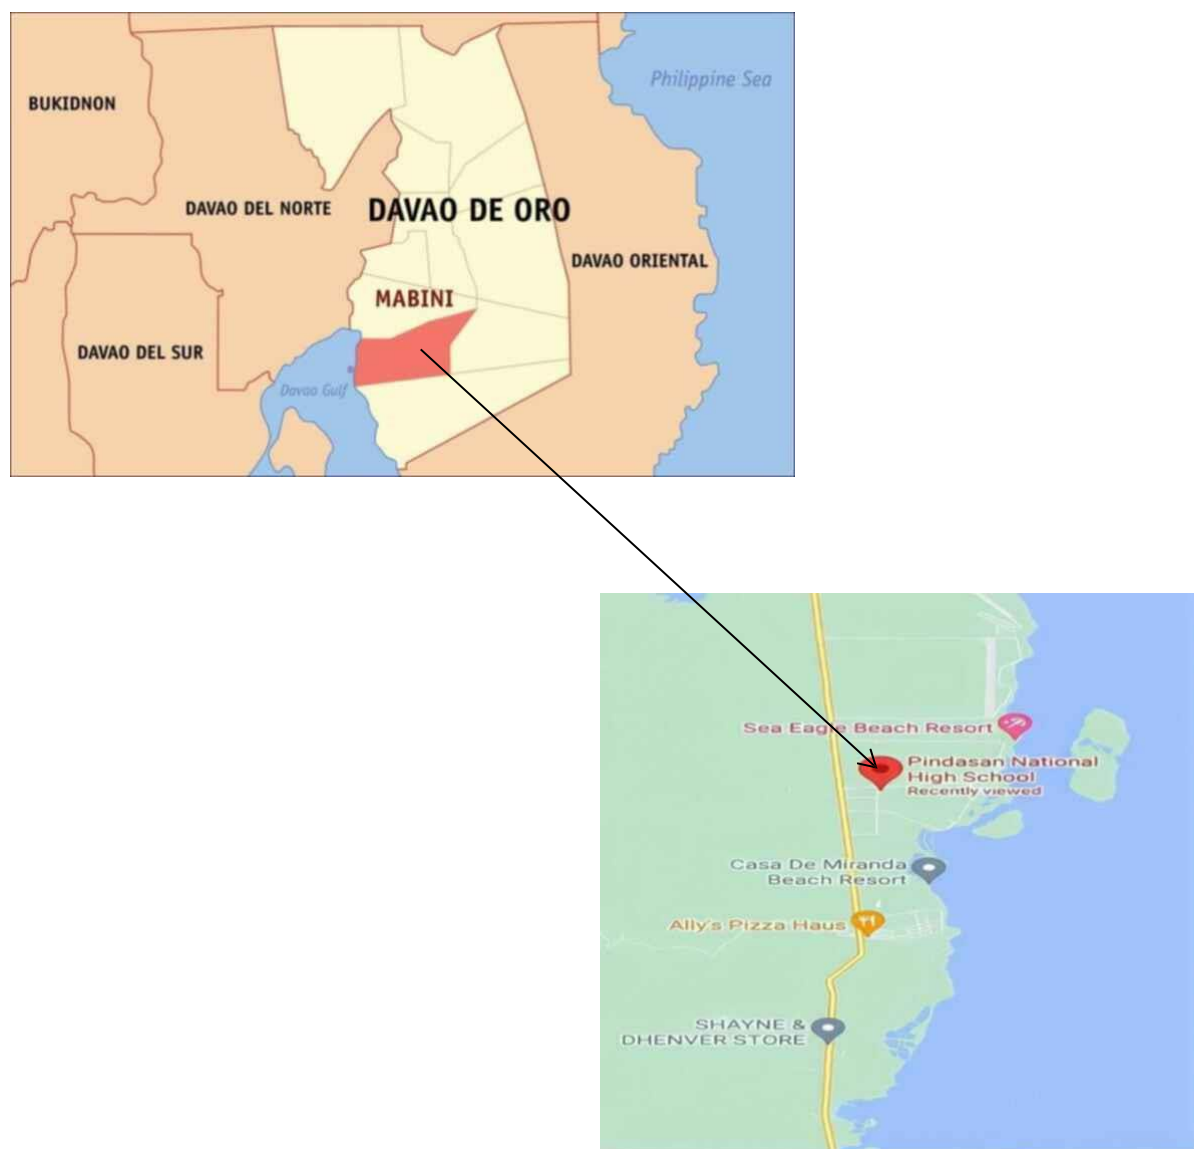 Philippine Sea
BUKIDNON
DAVAO DEL NORTE
DAVAO DE ORO
DAVAO ORIENTAL
MABINI
DAVAO DEL SUR
Davao Gulf
Sea Eagle Beach Resort
Pindasan National
High School
Recently viewed
Casa De Miranda
Beach Resort
Ally's Pizza Haus
SHAYNE &
DHENVER STORE